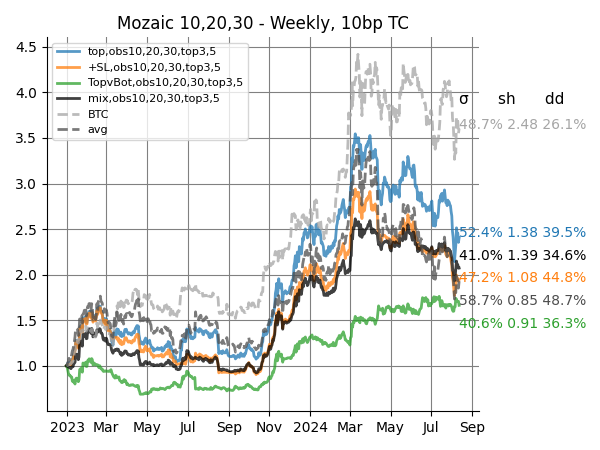 Mozaic 10,20,30 - Weekly, 10bp TC
4.5
4.0
3.5
3.0
2.5
2.0
1.5
1.0
top,obs10,20,30,top3,5
+SL,obs10,20,30,top3,5
TopvBot,obs10,20,30,top3,5
mix,obs10,20,30,top3,5
BTC
avg
σ sh dd
48.7% 2.48 26.1%
52.4% 1.38 39.5%
41.0% 1.39 34.6%
47.2% 1.08 44.8%
58.7% 0.85 48.7%
40.6% 0.91 36.3%
2023 Mar May Jul Sep Nov 2024 Mar May Jul Sep